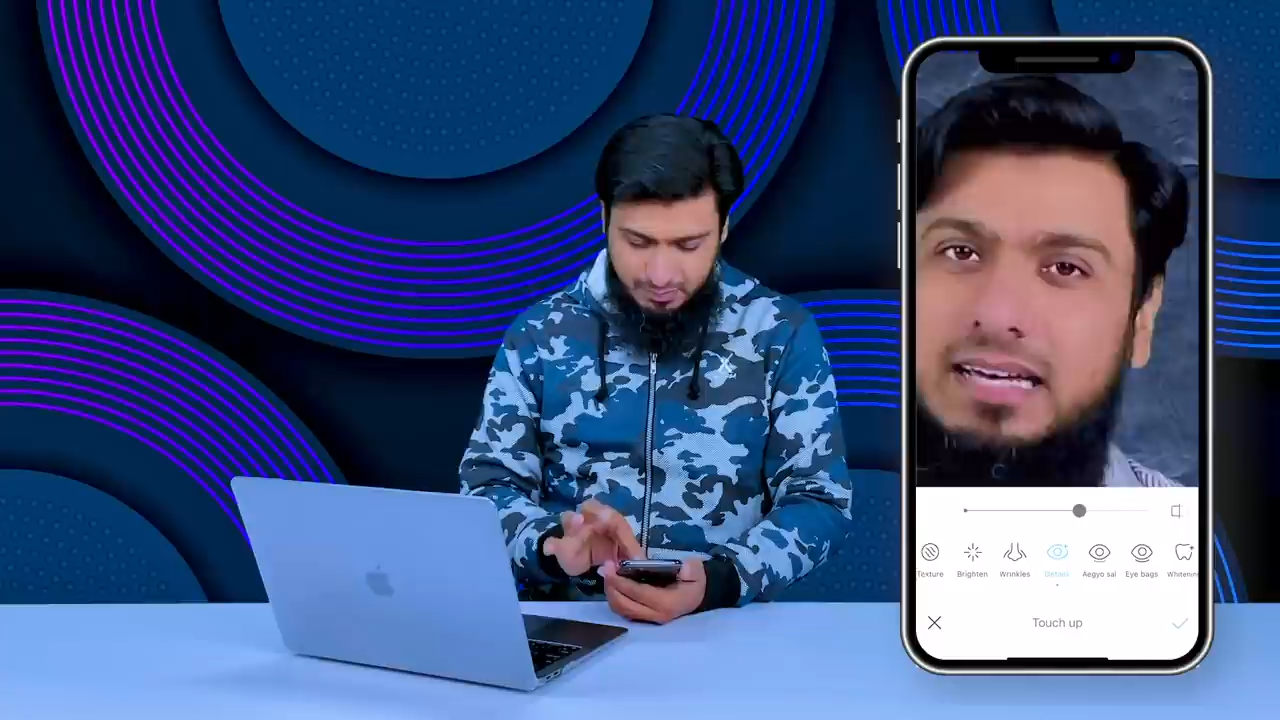 Texture
Brighten
Wrinkles
Details
Aegyo sal
Eye bags
Whitening
Touch up